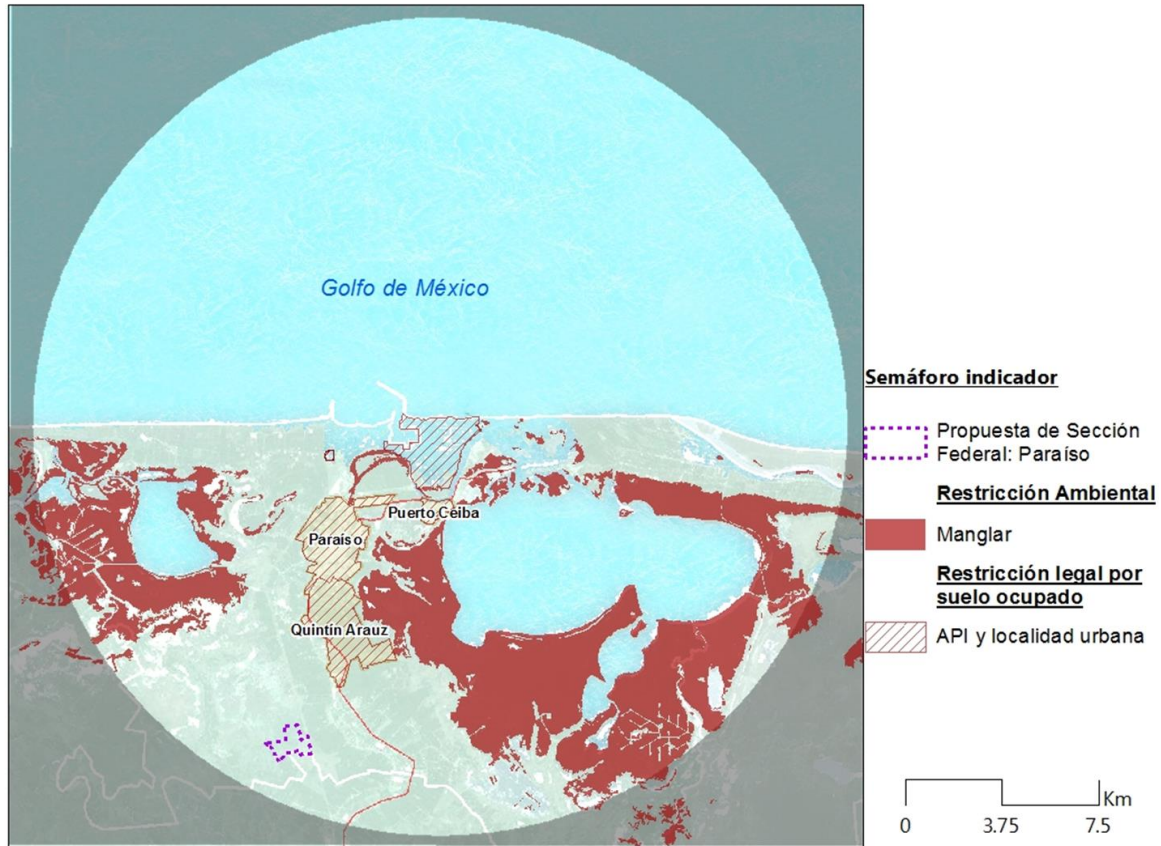 Golfo de México
Puerto Ceiba
Paraíso
Quintín Arauz
Semáforo indicador
Propuesta de Sección
Federal: Paraíso
Restricción Ambiental
Manglar
Restricción legal por
suelo ocupado
API y localidad urbana
Km
0 3.75 7.5